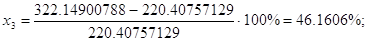 x₃ = (322.14900788 − 220.40757129) / 220.40757129 · 100% = 46.1606%;